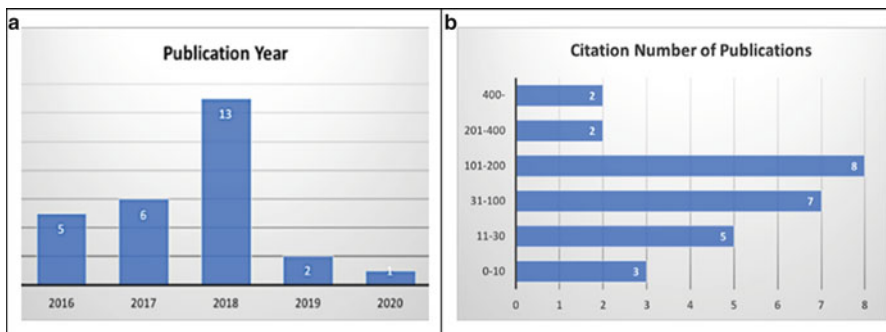 a
Publication Year
13
6
5
2
1
2016 2017 2018 2019 2020
b
Citation Number of Publications
400- 2
201-400 2
101-200 8
31-100 7
11-30 5
0-10 3
0 1 2 3 4 5 6 7 8